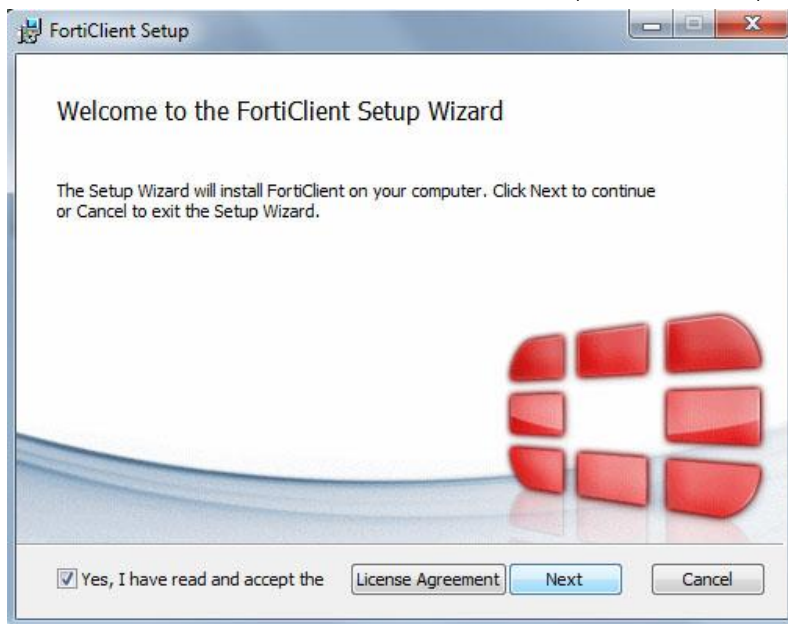 FortiClient Setup
Welcome to the FortiClient Setup Wizard
The Setup Wizard will install FortiClient on your computer. Click Next to continue
or Cancel to exit the Setup Wizard.
Yes, I have read and accept the License Agreement Next Cancel